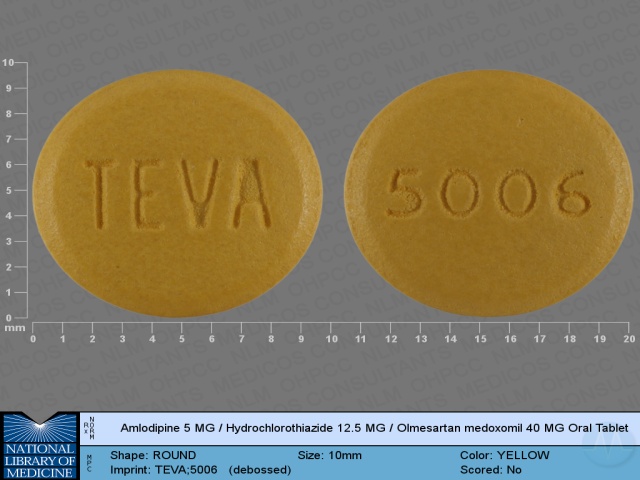 TEVA
5006
10
9
8
7
6
5
4
3
2
1
0
mm
0 1 2 3 4 5 6 7 8 9 10 11 12 13 14 15 16 17 18 19 20
NATIONAL
LIBRARY OF
MEDICINE
Rx
NORM
Amlodipine 5 MG / Hydrochlorothiazide 12.5 MG / Olmesartan medoxomil 40 MG Oral Tablet
MPC
Shape: ROUND Size: 10mm Color: YELLOW
Imprint: TEVA;5006 (debossed) Scored: No